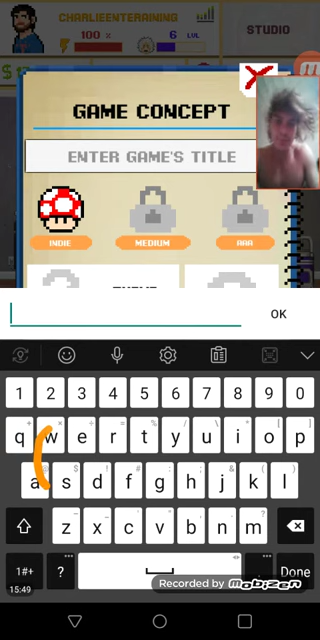 CHARLIEENTERAINING
100 %
6 LVL
STUDIO
GAME CONCEPT
ENTER GAME'S TITLE
INDIE
MEDIUM
AAA
OK
1 2 3 4 5 6 7 8 9 0
q w e r t y u i o p
a s d f g h j k l
z x c v b n m
1#+ ? Done
15:49
Recorded by mobizen